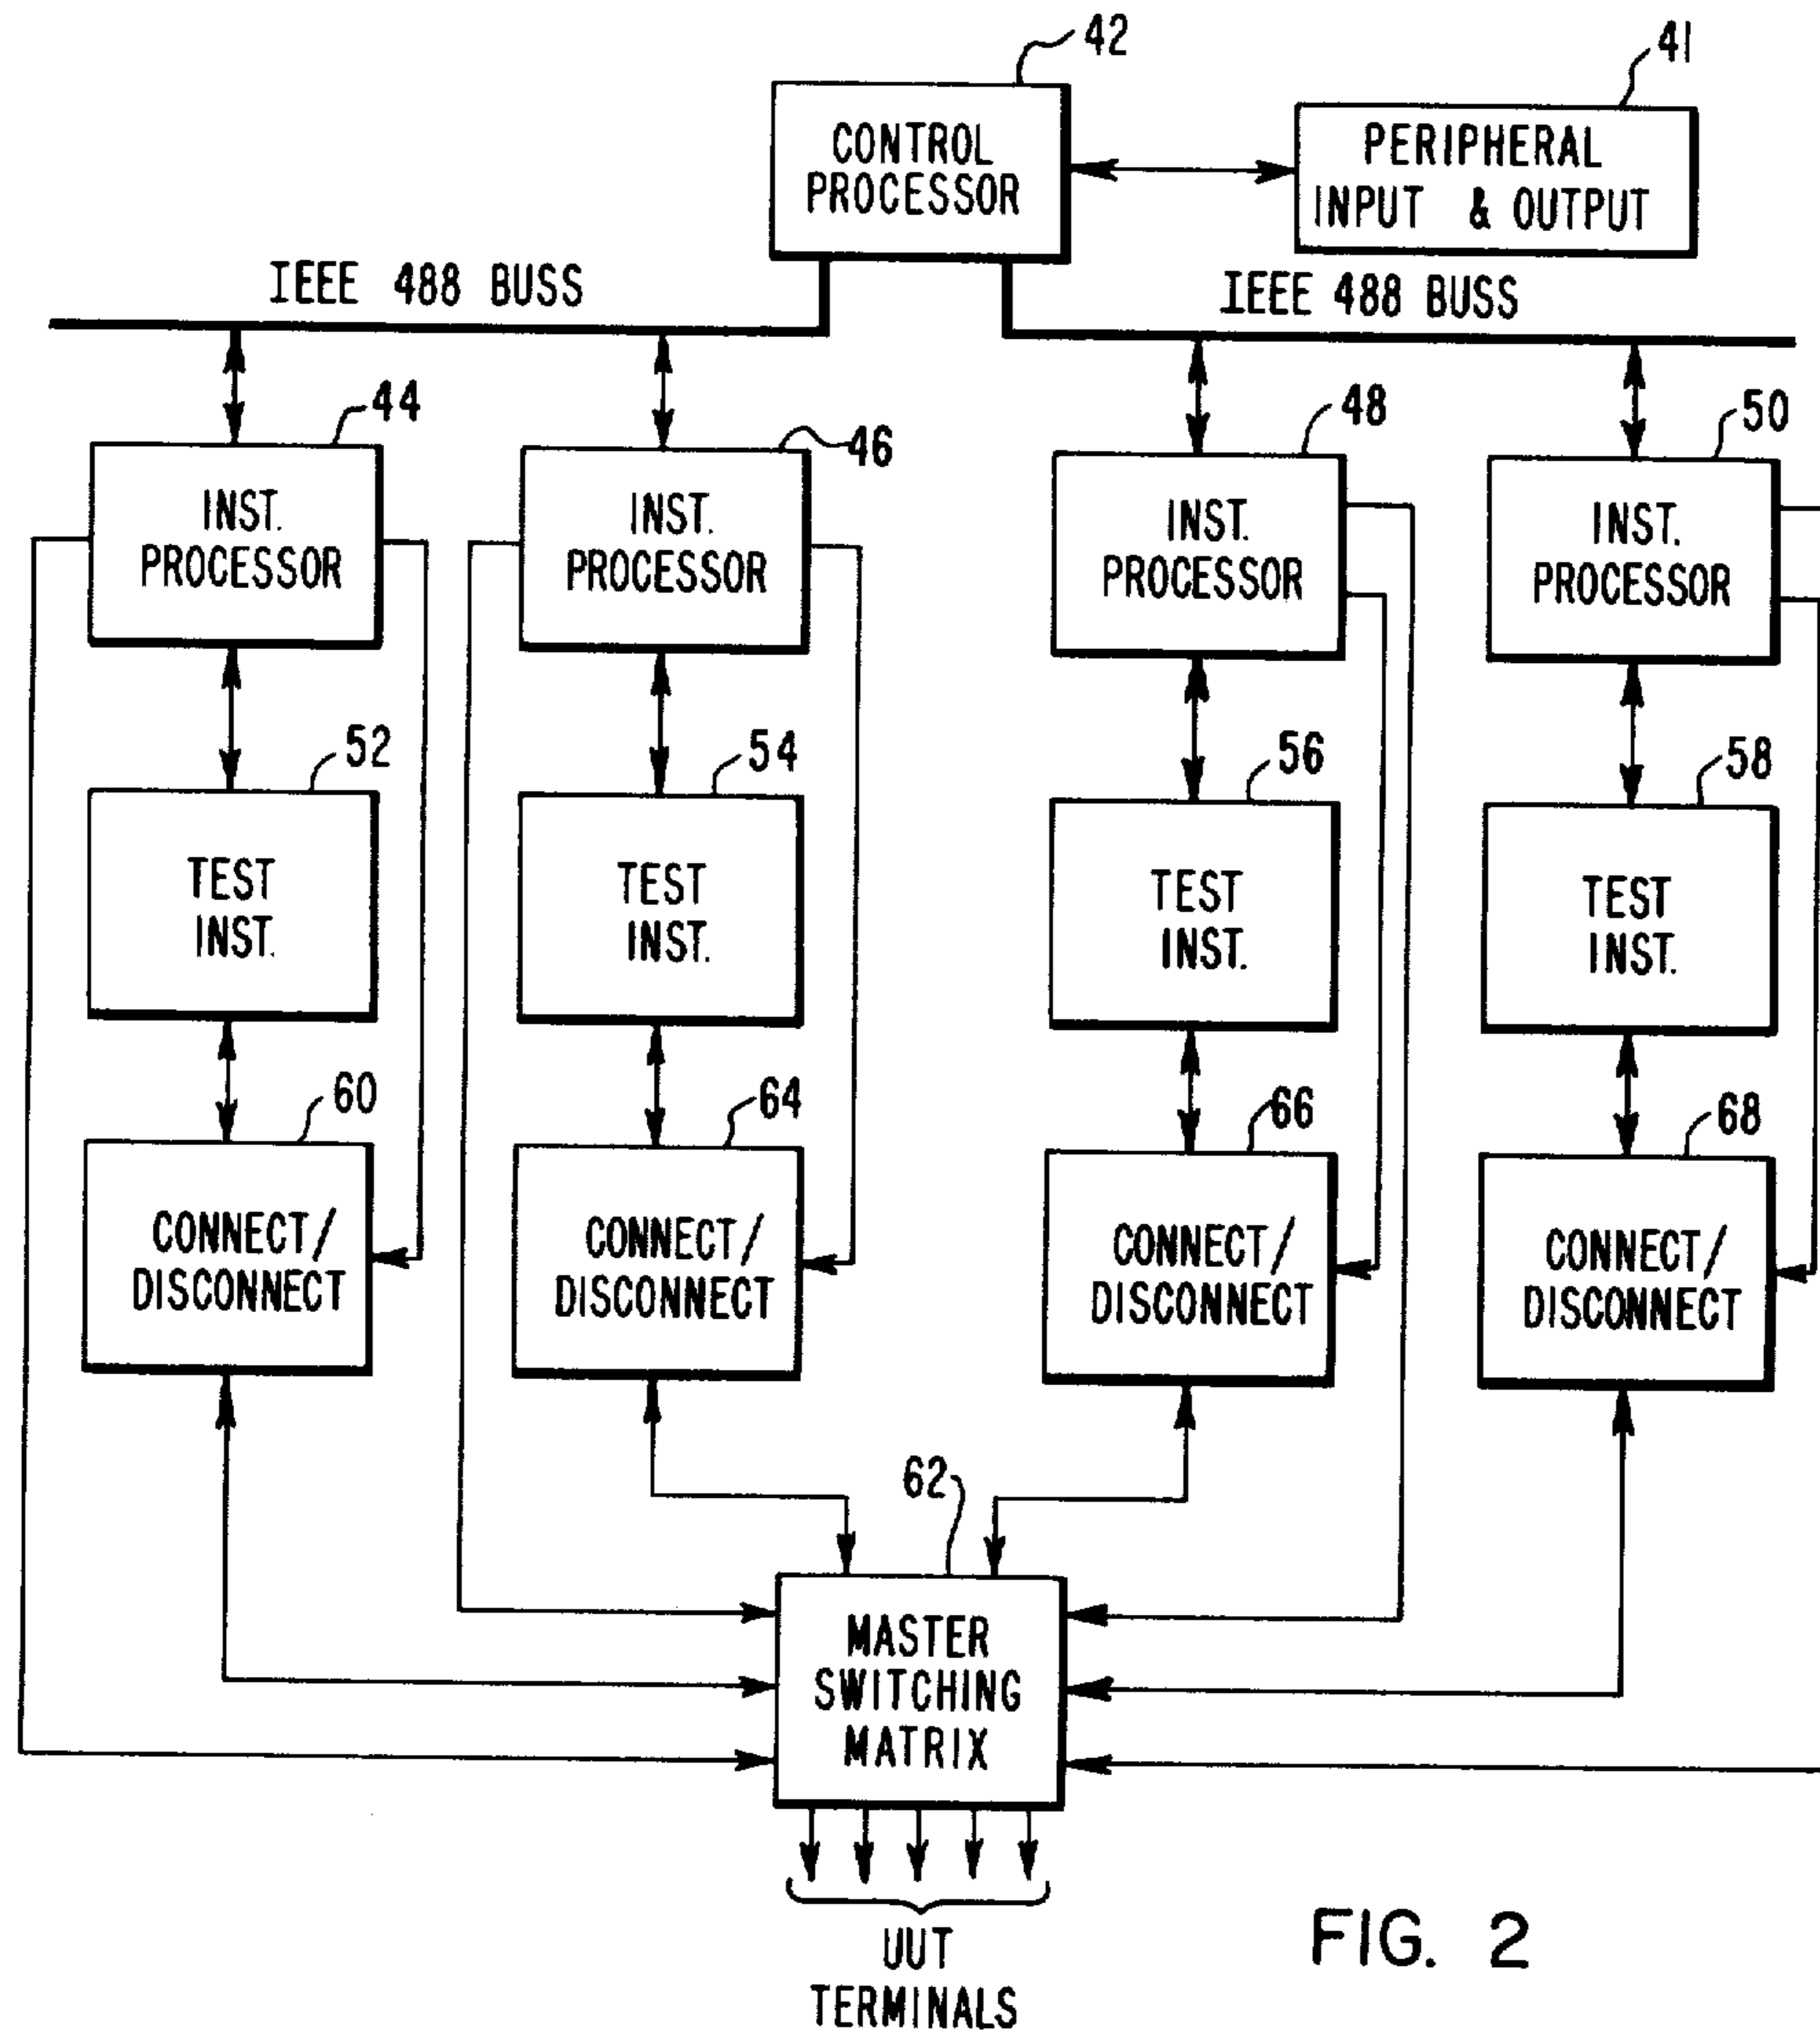 42
41
CONTROL
PROCESSOR
PERIPHERAL
INPUT & OUTPUT
IEEE 488 BUSS
IEEE 488 BUSS
44
46
48
50
INST.
PROCESSOR
INST.
PROCESSOR
INST.
PROCESSOR
INST.
PROCESSOR
52
54
56
58
TEST
INST.
TEST
INST.
TEST
INST.
TEST
INST.
60
64
66
68
CONNECT/
DISCONNECT
CONNECT/
DISCONNECT
CONNECT/
DISCONNECT
CONNECT/
DISCONNECT
62
MASTER
SWITCHING
MATRIX
UUT
TERMINALS
FIG. 2